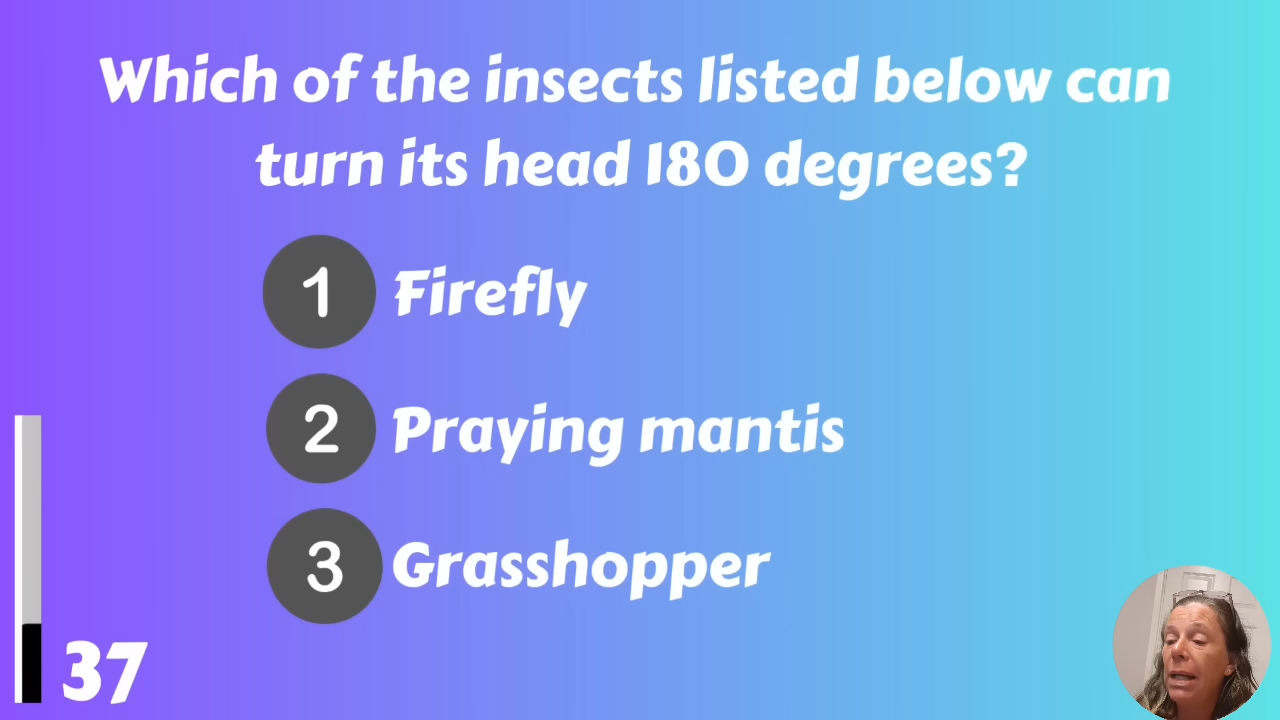 Which of the insects listed below can
turn its head 180 degrees?
1 Firefly
2 Praying mantis
3 Grasshopper
37